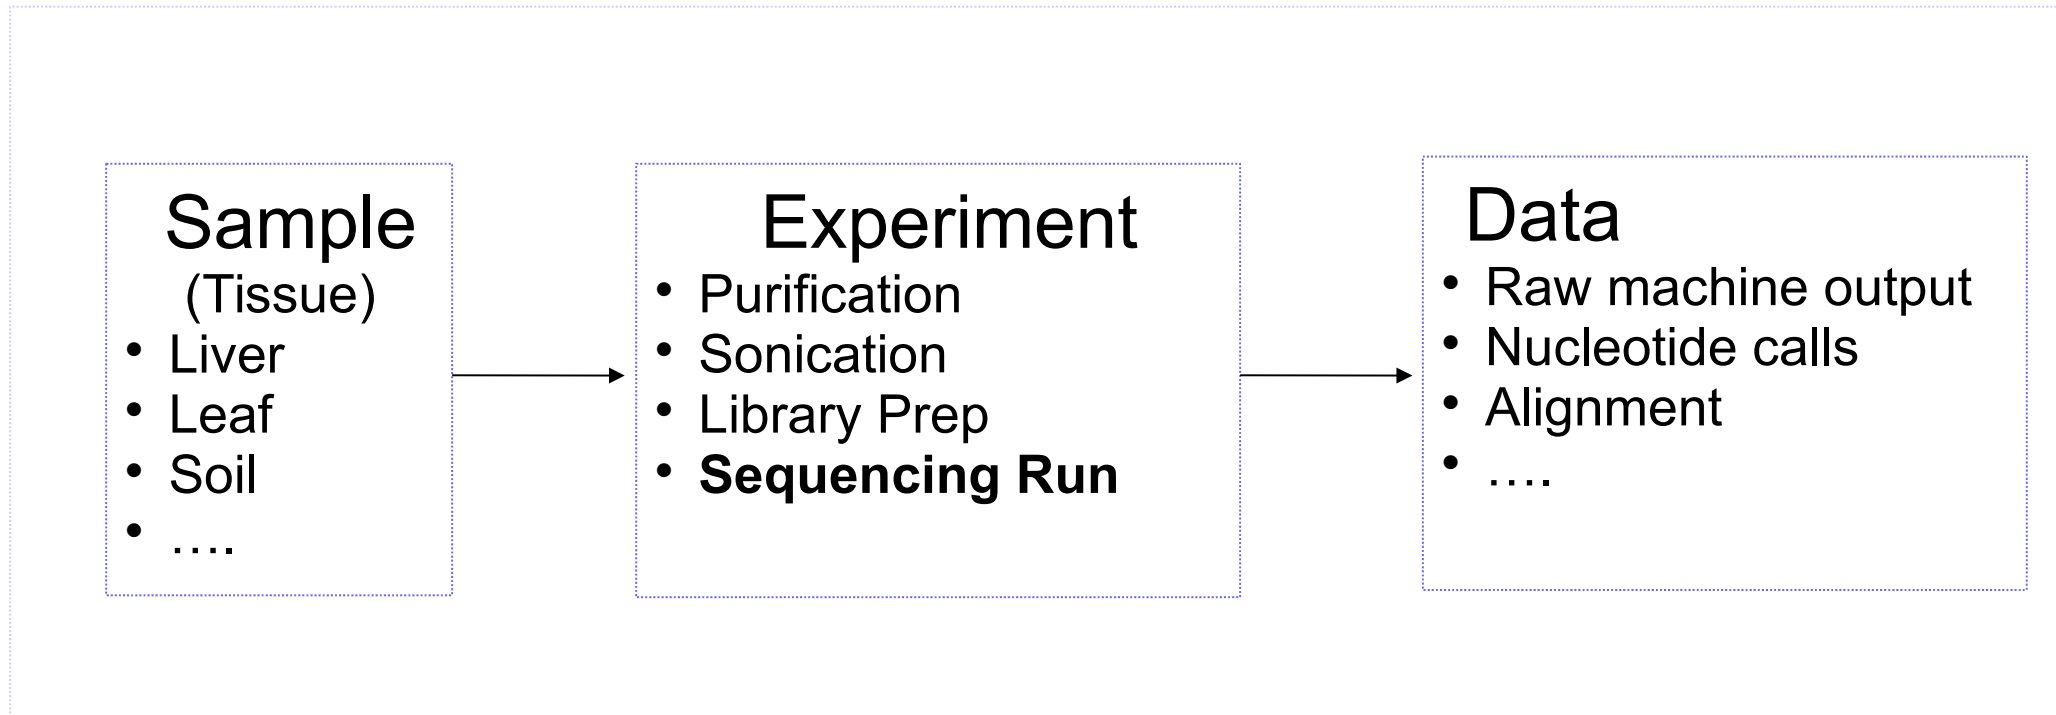 Sample
(Tissue)
• Liver
• Leaf
• Soil
• ….
Experiment
• Purification
• Sonication
• Library Prep
• Sequencing Run
Data
• Raw machine output
• Nucleotide calls
• Alignment
• ….